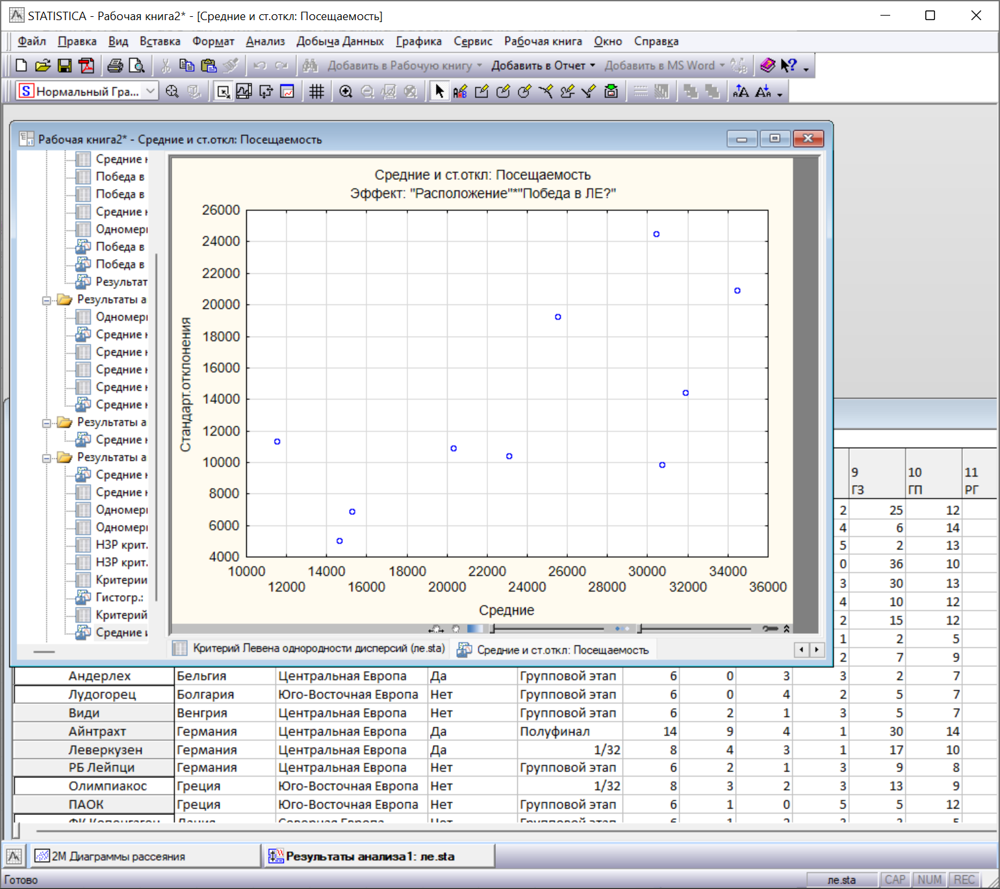 STATISTICA - Рабочая книга2* - [Средние и ст.откл: Посещаемость]
Файл Правка Вид Вставка Формат Анализ Добыча Данных Графика Сервис Рабочая книга Окно Справка
Добавить в Рабочую книгу Добавить в Отчет Добавить в MS Word
Нормальный Гра...
Рабочая книга2* - Средние и ст.откл: Посещаемость
Средние
Победа в
Победа в
Средние
Одномер
Победа в
Победа в
Результат
Результаты а
Одномер
Средние
Средние
Средние
Средние
Средние
Результаты а
Средние
Результаты а
Средние
Средние
Одномер
Одномер
НЗР крит.
НЗР крит.
Критерии
Гистогр.:
Критерий
Средние и
Средние и ст.откл: Посещаемость
Эффект: "Расположение"*"Победа в ЛЕ?"
26000
24000
22000
20000
18000
16000
14000
12000
10000
8000
6000
4000
Стандарт.отклонения
10000 14000 18000 22000 26000 30000 34000
12000 16000 20000 24000 28000 32000 36000
Средние
Критерий Левена однородности дисперсий (ле.sta) Средние и ст.откл: Посещаемость
9 10 11
ГЗ ГП РГ
2 25 12
4 6 14
5 2 13
0 36 10
3 30 13
4 10 12
2 15 12
1 2 5
2 7 9
Андерлех Бельгия Центральная Европа Да Групповой этап 6 0 3 3 2 7
Лудогорец Болгария Юго-Восточная Европа Нет Групповой этап 6 0 4 2 5 7
Види Венгрия Центральная Европа Нет Групповой этап 6 2 1 3 5 7
Айнтрахт Германия Центральная Европа Да Полуфинал 14 9 4 1 30 14
Леверкузен Германия Центральная Европа Да 1/32 8 4 3 1 17 10
РБ Лейпци Германия Центральная Европа Нет Групповой этап 6 2 1 3 9 8
Олимпиакос Греция Юго-Восточная Европа Нет 1/32 8 3 2 3 13 9
ПАОК Греция Юго-Восточная Европа Нет Групповой этап 6 1 0 5 5 12
2М Диаграммы рассеяния Результаты анализа1: ле.sta
Готово ле.sta CAP NUM REC